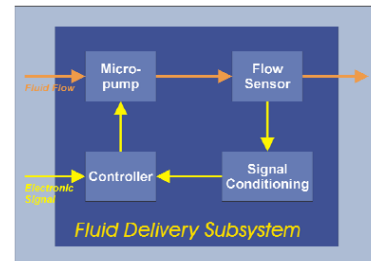 Micro-
pump
Flow
Sensor
Fluid Flow
Controller
Signal
Conditioning
Electronic
Signal
Fluid Delivery Subsystem